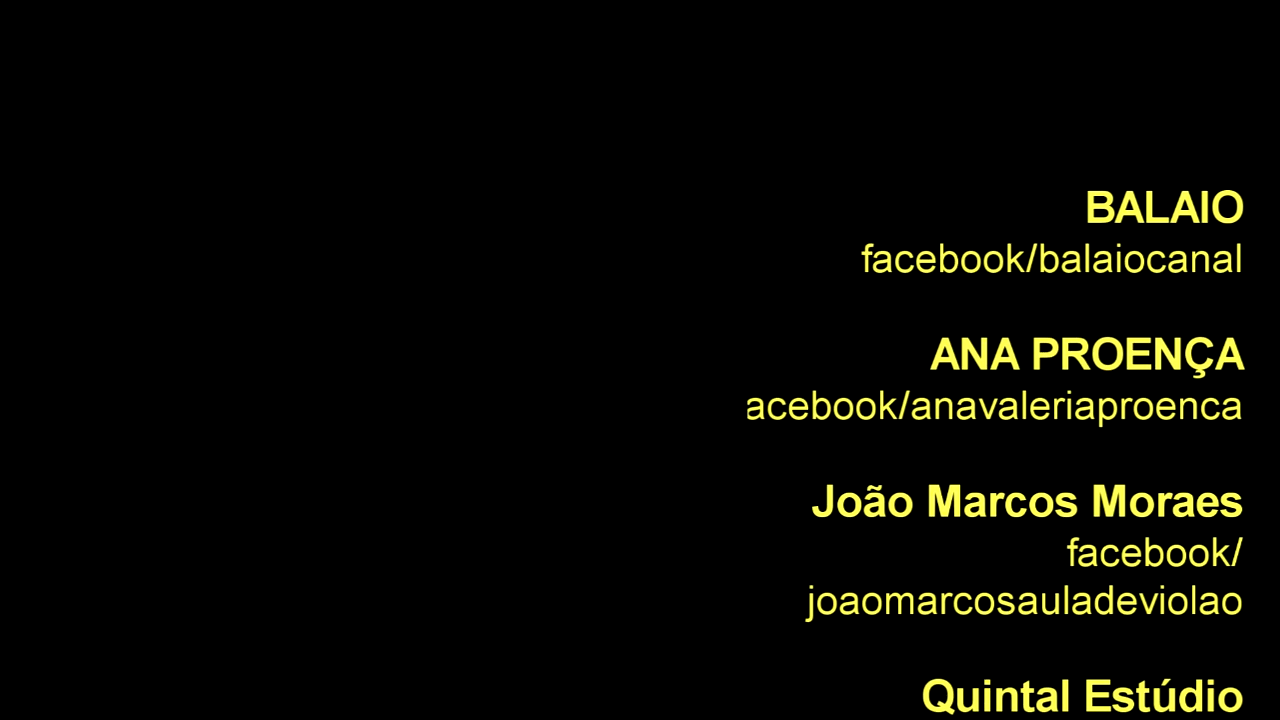 BALAIO
facebook/balaiocanal
ANA PROENÇA
acebook/anavaleriaproenca
João Marcos Moraes
facebook/
joaomarcosauladeviolao
Quintal Estúdio